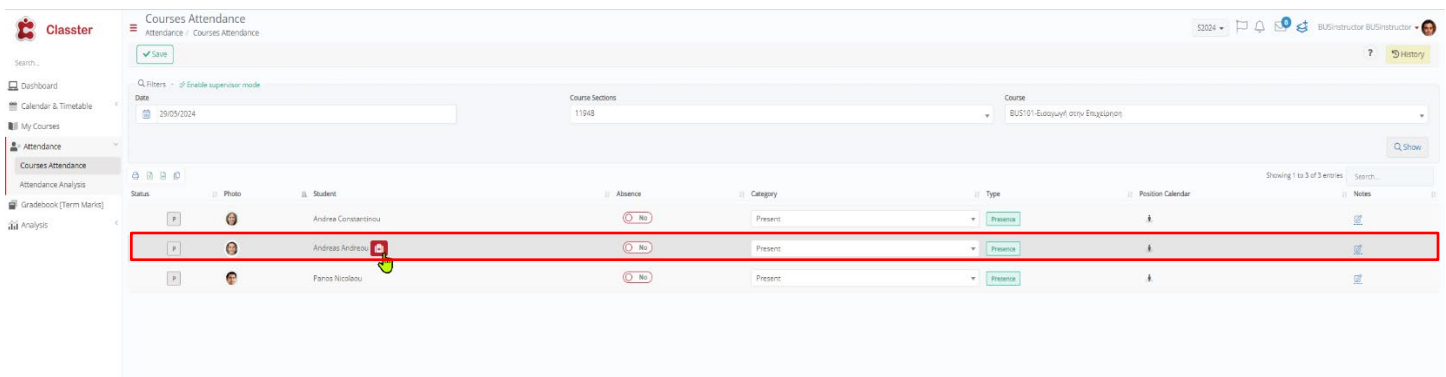 Classter
Courses Attendance
Attendance / Courses Attendance
S2024
BUSinstructor BUSinstructor
Search...
Save
? History
Dashboard
Calendar & Timetable
My Courses
Attendance
Courses Attendance
Attendance Analysis
Gradebook [Term Marks]
Analysis
Filters - Enable supervisor mode
Date Course Sections Course
29/05/2024 11948 BUS101-Εισαγωγή στην Επιχείρηση
Show
Showing 1 to 3 of 3 entries Search...
Status Photo Student Absence Category Type Position Calendar Notes
P Andrea Constantinou No Present Presence
P Andreas Andreou No Present Presence
P Panos Nicolaou No Present Presence